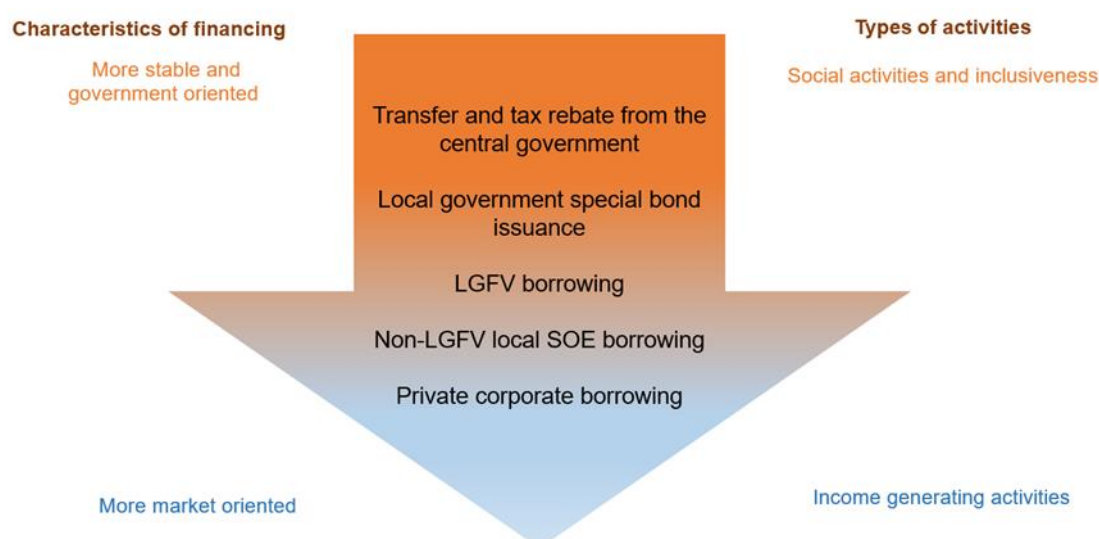 Characteristics of financing
More stable and
government oriented
Types of activities
Social activities and inclusiveness
Transfer and tax rebate from the
central government
Local government special bond
issuance
LGFV borrowing
Non-LGFV local SOE borrowing
Private corporate borrowing
More market oriented
Income generating activities